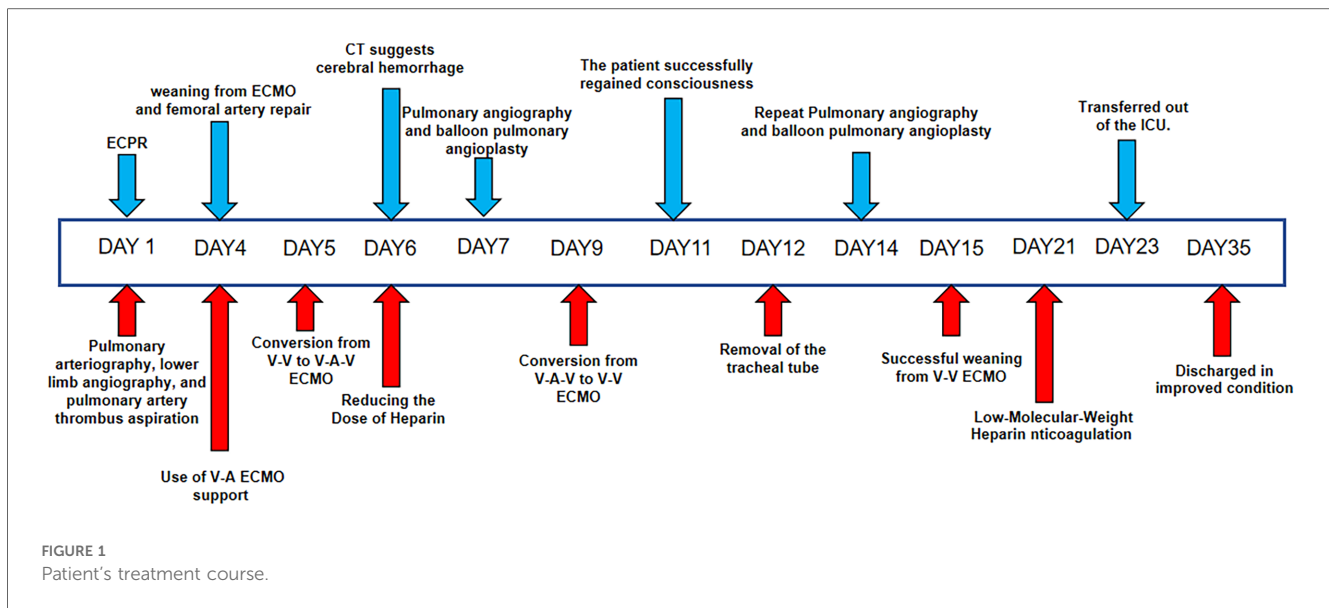 CT suggests
cerebral hemorrhage
The patient successfully
regained consciousness
weaning from ECMO
and femoral artery repair
Pulmonary angiography
and balloon pulmonary
angioplasty
Repeat Pulmonary angiography
and balloon pulmonary angioplasty
Transferred out
of the ICU.
ECPR
DAY 1
DAY4
DAY5
DAY6
DAY7
DAY9
DAY11
DAY12
DAY14
DAY15
DAY21
DAY23
DAY35
Pulmonary
arteriography, lower
limb angiography, and
pulmonary artery
thrombus aspiration
Use of V-A ECMO
support
Conversion from
V-V to V-A-V
ECMO
Reducing the
Dose of Heparin
Conversion from
V-A-V to V-V
ECMO
Removal of the
tracheal tube
Successful weaning
from V-V ECMO
Low-Molecular-Weight
Heparin nticoagulation
Discharged in
improved condition
FIGURE 1
Patient's treatment course.